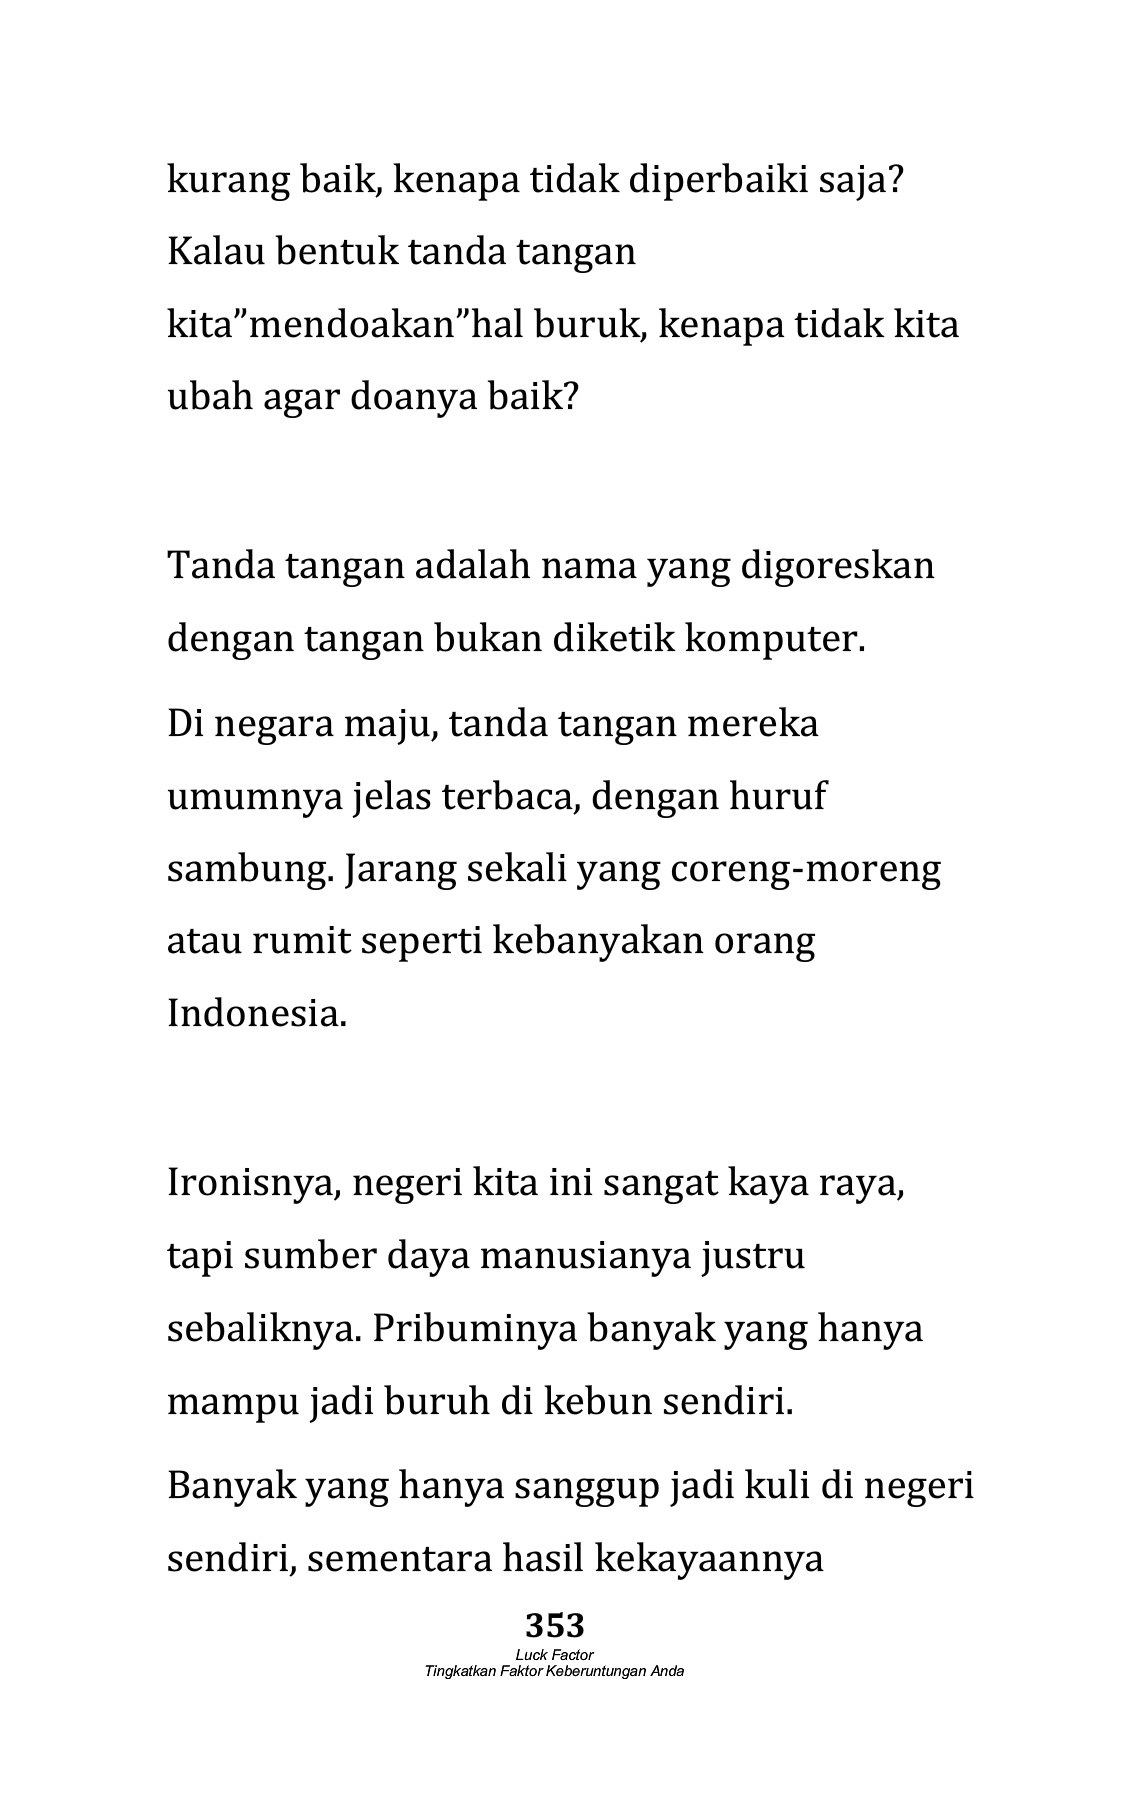 kurang baik, kenapa tidak diperbaiki saja?
Kalau bentuk tanda tangan
kita”mendoakan”hal buruk, kenapa tidak kita
ubah agar doanya baik?
Tanda tangan adalah nama yang digoreskan
dengan tangan bukan diketik komputer.
Di negara maju, tanda tangan mereka
umumnya jelas terbaca, dengan huruf
sambung. Jarang sekali yang coreng-moreng
atau rumit seperti kebanyakan orang
Indonesia.
Ironisnya, negeri kita ini sangat kaya raya,
tapi sumber daya manusianya justru
sebaliknya. Pribuminya banyak yang hanya
mampu jadi buruh di kebun sendiri.
Banyak yang hanya sanggup jadi kuli di negeri
sendiri, sementara hasil kekayaannya
353
Luck Factor
Tingkatkan Faktor Keberuntungan Anda